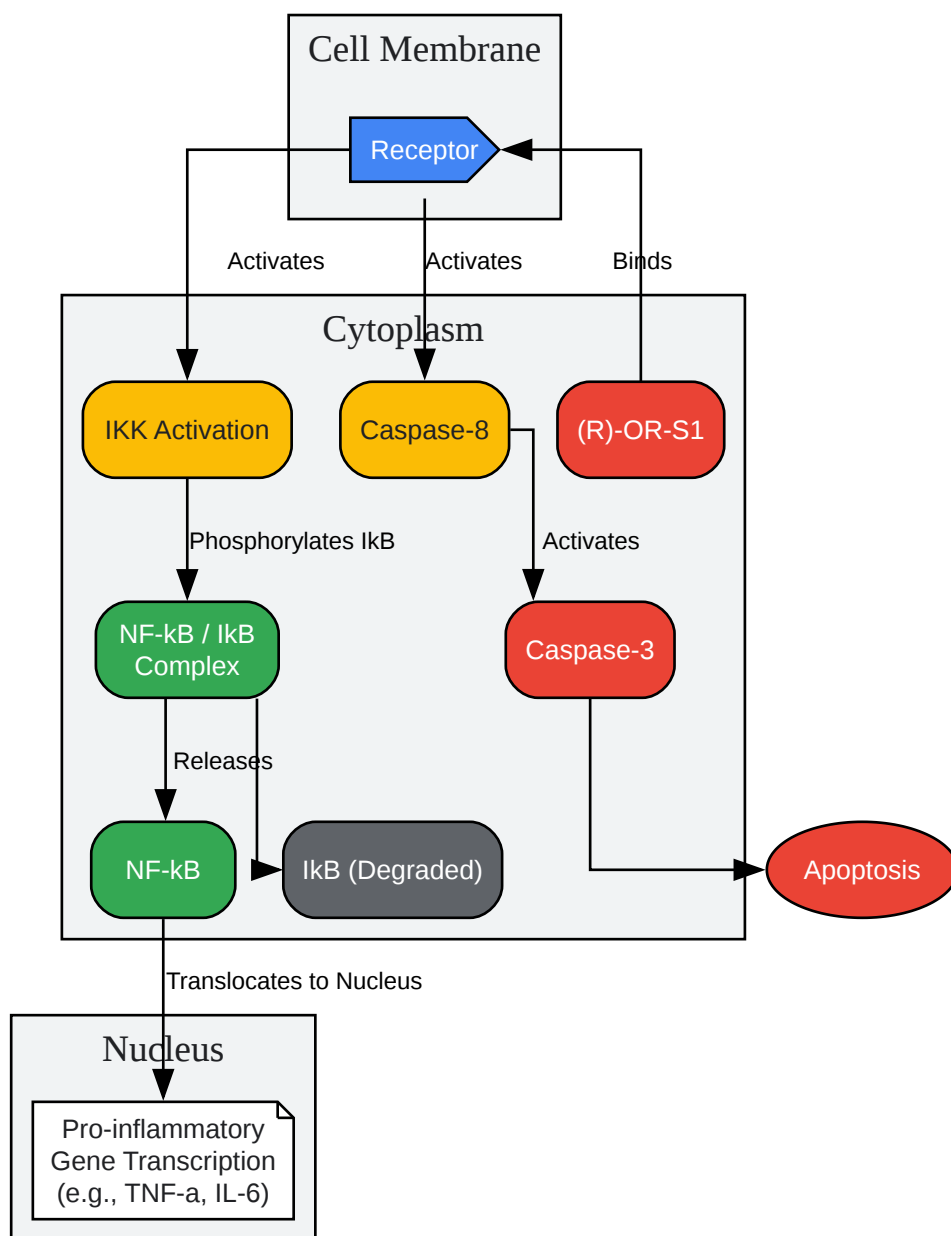 Cell Membrane
Receptor
Activates
Activates
Binds
Cytoplasm
IKK Activation
Caspase-8
(R)-OR-S1
Phosphorylates IkB
Activates
NF-kB / IkB
Complex
Caspase-3
Releases
NF-kB
IkB (Degraded)
Apoptosis
Translocates to Nucleus
Nucleus
Pro-inflammatory
Gene Transcription
(e.g., TNF-a, IL-6)